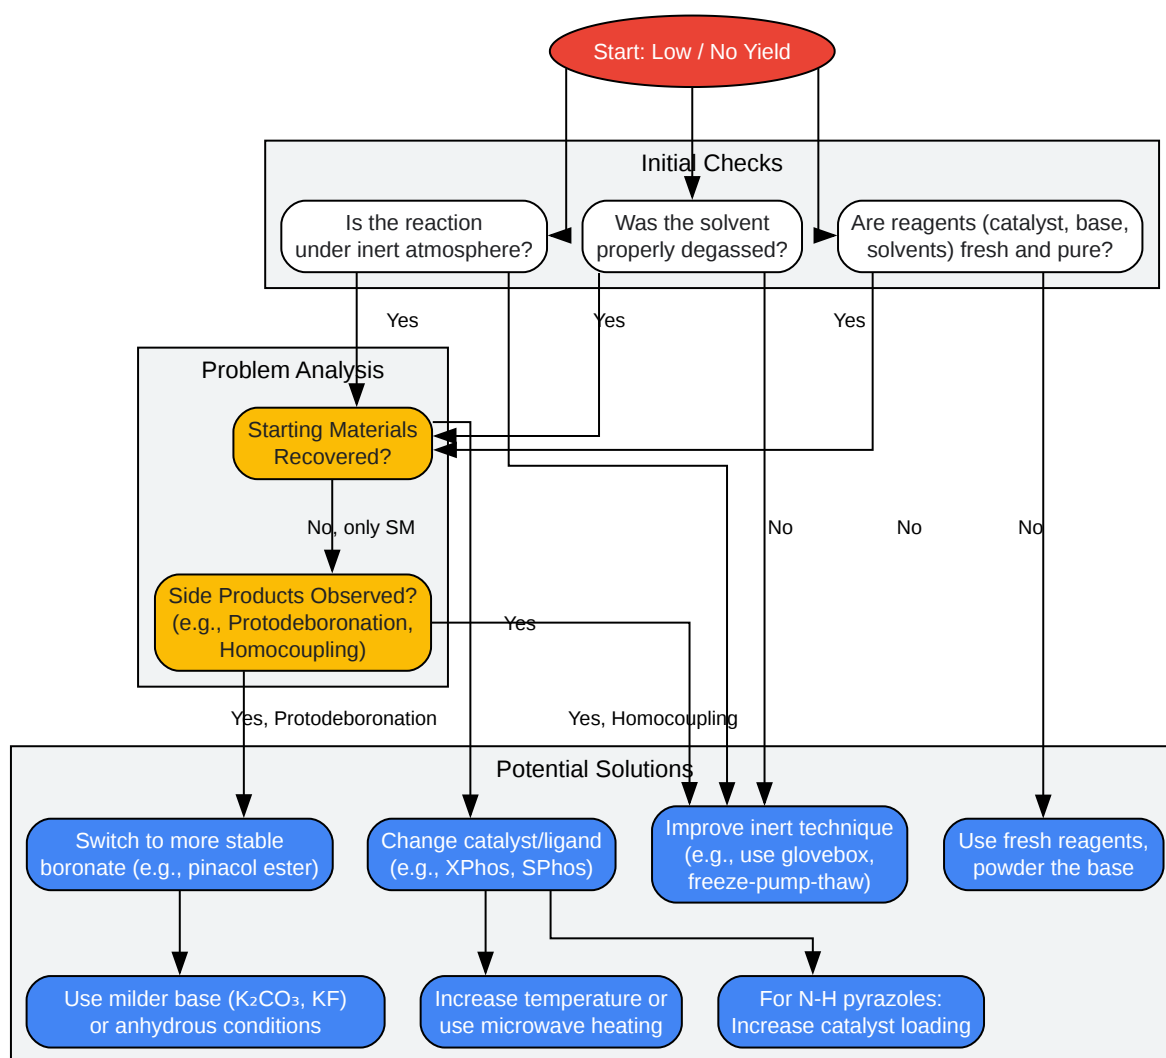 Start: Low / No Yield
Initial Checks
Is the reaction
under inert atmosphere?
Was the solvent
properly degassed?
Are reagents (catalyst, base,
solvents) fresh and pure?
Yes
Yes
Yes
Problem Analysis
Starting Materials
Recovered?
No, only SM
No
No
No
Side Products Observed?
(e.g., Protodeboronation,
Homocoupling)
Yes
Yes, Protodeboronation
Yes, Homocoupling
Potential Solutions
Switch to more stable
boronate (e.g., pinacol ester)
Change catalyst/ligand
(e.g., XPhos, SPhos)
Improve inert technique
(e.g., use glovebox,
freeze-pump-thaw)
Use fresh reagents,
powder the base
Use milder base (K₂CO₃, KF)
or anhydrous conditions
Increase temperature or
use microwave heating
For N-H pyrazoles:
Increase catalyst loading